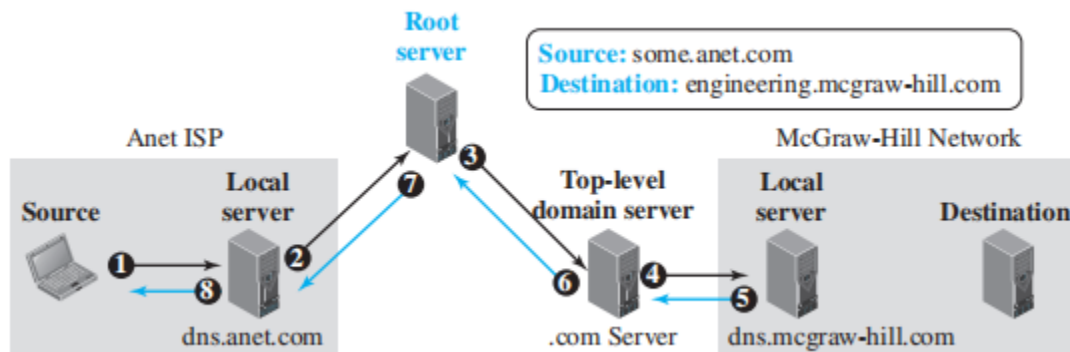 Root
server
Source: some.anet.com
Destination: engineering.mcgraw-hill.com
Anet ISP
McGraw-Hill Network
Source
Local
server
Top-level
domain server
Local
server
Destination
1
2
3
4
5
6
7
8
dns.anet.com
.com Server
dns.mcgraw-hill.com